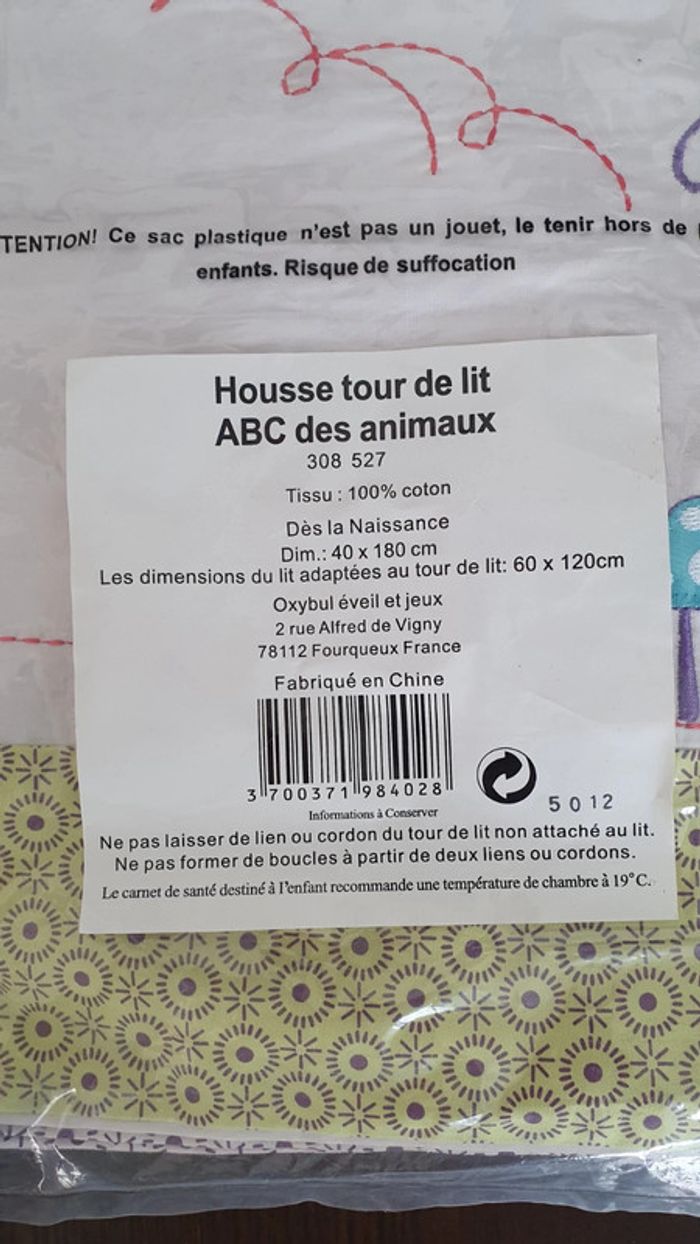 TENTION! Ce sac plastique n'est pas un jouet, le tenir hors de
enfants. Risque de suffocation
Housse tour de lit
ABC des animaux
308 527
Tissu : 100% coton
Dès la Naissance
Dim.: 40 x 180 cm
Les dimensions du lit adaptées au tour de lit: 60 x 120cm
Oxybul éveil et jeux
2 rue Alfred de Vigny
78112 Fourqueux France
Fabriqué en Chine
3 700371 984028
5012
Informations à Conserver
Ne pas laisser de lien ou cordon du tour de lit non attaché au lit.
Ne pas former de boucles à partir de deux liens ou cordons.
Le carnet de santé destiné à l'enfant recommande une température de chambre à 19°C.